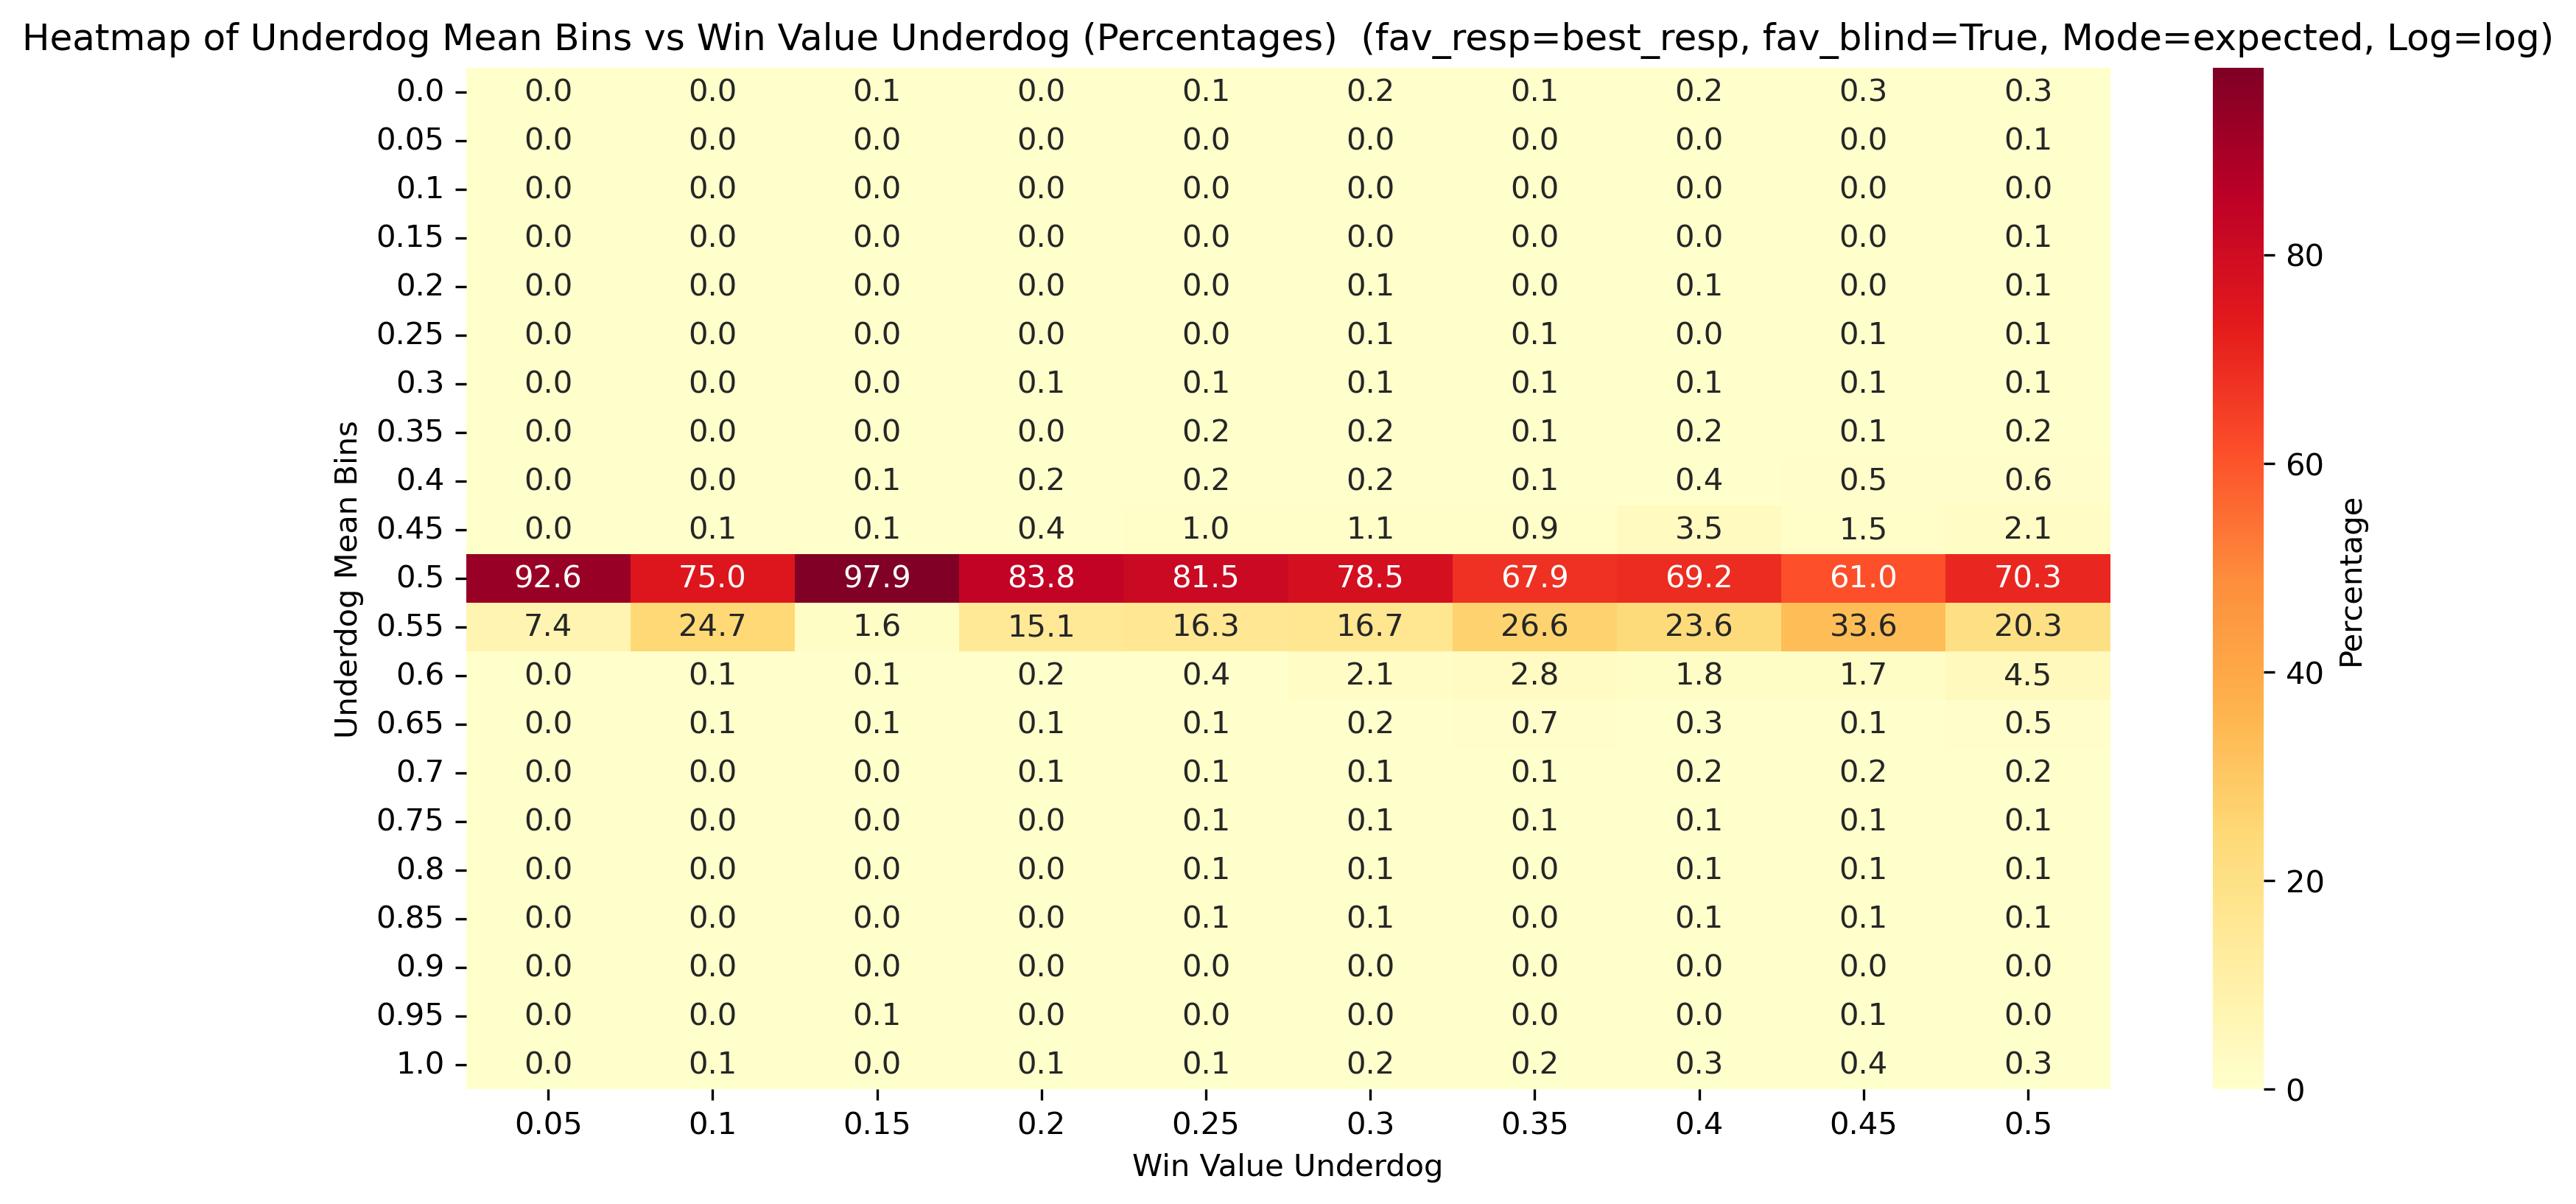 Heatmap of Underdog Mean Bins vs Win Value Underdog (Percentages)  (fav_resp=best_resp, fav_blind=True, Mode=expected, Log=log)
Underdog Mean Bins
0.0 0.0 0.0 0.1 0.0 0.1 0.2 0.1 0.2 0.3 0.3
0.05 0.0 0.0 0.0 0.0 0.0 0.0 0.0 0.0 0.0 0.1
0.1 0.0 0.0 0.0 0.0 0.0 0.0 0.0 0.0 0.0 0.0
0.15 0.0 0.0 0.0 0.0 0.0 0.0 0.0 0.0 0.0 0.1
0.2 0.0 0.0 0.0 0.0 0.0 0.1 0.0 0.1 0.0 0.1
0.25 0.0 0.0 0.0 0.0 0.0 0.1 0.1 0.0 0.1 0.1
0.3 0.0 0.0 0.0 0.1 0.1 0.1 0.1 0.1 0.1 0.1
0.35 0.0 0.0 0.0 0.0 0.2 0.2 0.1 0.2 0.1 0.2
0.4 0.0 0.0 0.1 0.2 0.2 0.2 0.1 0.4 0.5 0.6
0.45 0.0 0.1 0.1 0.4 1.0 1.1 0.9 3.5 1.5 2.1
0.5 92.6 75.0 97.9 83.8 81.5 78.5 67.9 69.2 61.0 70.3
0.55 7.4 24.7 1.6 15.1 16.3 16.7 26.6 23.6 33.6 20.3
0.6 0.0 0.1 0.1 0.2 0.4 2.1 2.8 1.8 1.7 4.5
0.65 0.0 0.1 0.1 0.1 0.1 0.2 0.7 0.3 0.1 0.5
0.7 0.0 0.0 0.0 0.1 0.1 0.1 0.1 0.2 0.2 0.2
0.75 0.0 0.0 0.0 0.0 0.1 0.1 0.1 0.1 0.1 0.1
0.8 0.0 0.0 0.0 0.0 0.1 0.1 0.0 0.1 0.1 0.1
0.85 0.0 0.0 0.0 0.0 0.1 0.1 0.0 0.1 0.1 0.1
0.9 0.0 0.0 0.0 0.0 0.0 0.0 0.0 0.0 0.0 0.0
0.95 0.0 0.0 0.1 0.0 0.0 0.0 0.0 0.0 0.1 0.0
1.0 0.0 0.1 0.0 0.1 0.1 0.2 0.2 0.3 0.4 0.3
0.05 0.1 0.15 0.2 0.25 0.3 0.35 0.4 0.45 0.5
Win Value Underdog
80
60
40
20
0
Percentage